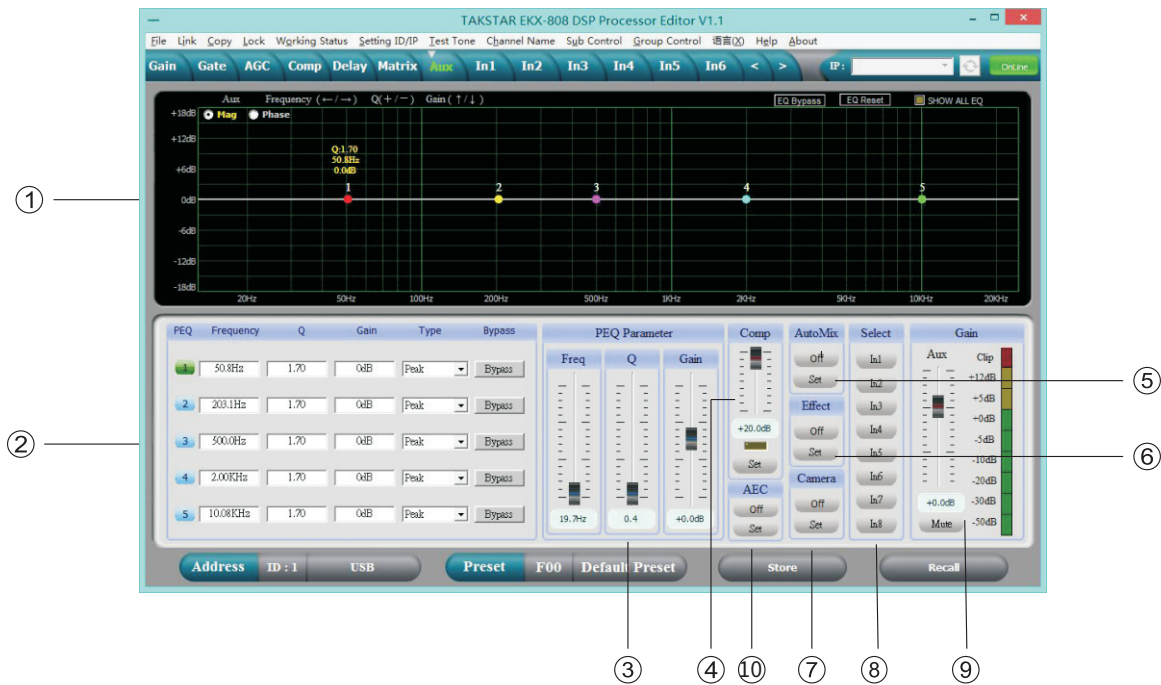 TAKSTAR EKX-808 DSP Processor Editor V1.1
File Link Copy Lock Working Status Setting ID/IP Test Tone Channel Name Sub Control Group Control 语言(X) Help About
Gain Gate AGC Comp Delay Matrix Aux In1 In2 In3 In4 In5 In6 < > IP: OnLine
Aux Frequency (←/→) Q(+/−) Gain (↑/↓) EQ Bypass EQ Reset SHOW ALL EQ
+18dB Mag Phase
+12dB
Q:1.70
50.8Hz
+6dB 0.0dB
1 2 3 4 5
① 0dB
-6dB
-12dB
-18dB
20Hz 50Hz 100Hz 200Hz 500Hz 1KHz 2KHz 5KHz 10KHz 20KHz
PEQ Frequency Q Gain Type Bypass
1 50.8Hz 1.70 0dB Peak Bypass
2 203.1Hz 1.70 0dB Peak Bypass
3 500.0Hz 1.70 0dB Peak Bypass
4 2.00KHz 1.70 0dB Peak Bypass
5 10.08KHz 1.70 0dB Peak Bypass
②
PEQ Parameter
Freq Q Gain
19.7Hz 0.4 +0.0dB
Comp
+20.0dB
Set
AEC
Off
Set
AutoMix
Off
Set
Effect
Off
Set
Camera
Off
Set
Select
In1
In2
In3
In4
In5
In6
In7
In8
Gain
Aux
Clip
+12dB
+5dB
+0dB
-5dB
-10dB
-20dB
-30dB
-50dB
+0.0dB
Mute
⑤
⑥
Address ID : 1 USB Preset F00 Default Preset Store Recall
③ ④ ⑩ ⑦ ⑧ ⑨